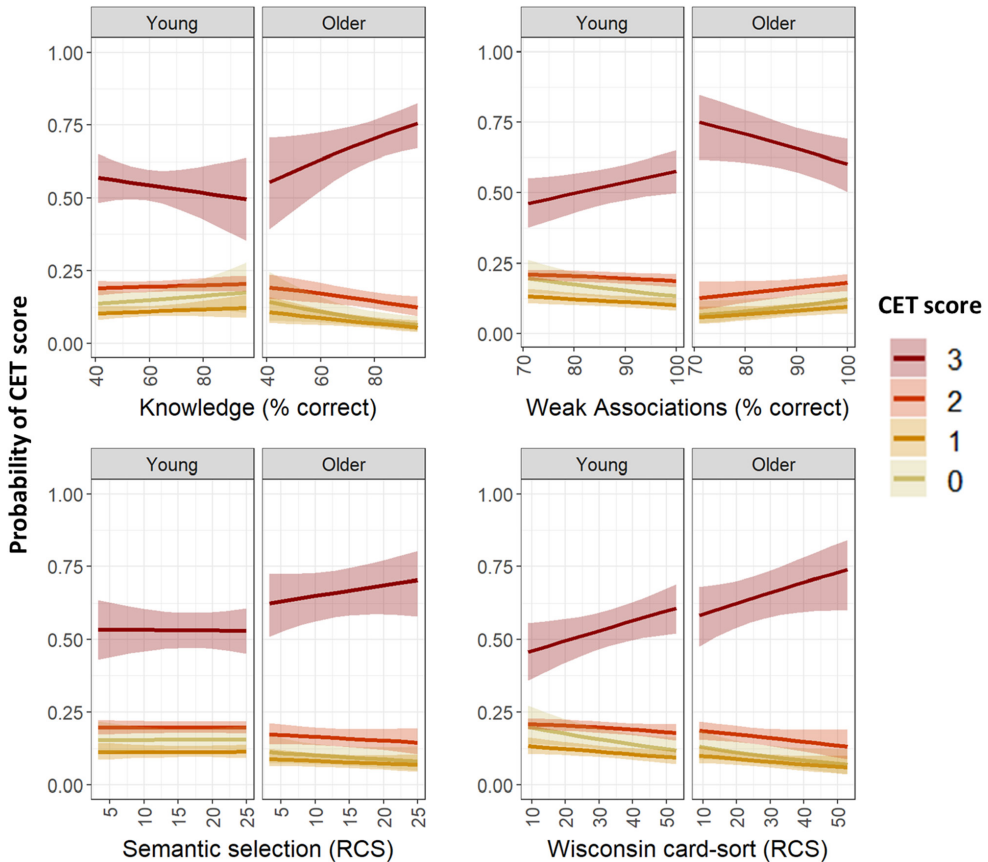 Probability of CET score
Young Older
1.00
0.75
0.50
0.25
0.00
40 60 80 40 60 80
Knowledge (% correct)
Young Older
1.00
0.75
0.50
0.25
0.00
70 80 90 100 70 80 90 100
Weak Associations (% correct)
CET score
3
2
1
0
Young Older
1.00
0.75
0.50
0.25
0.00
5 10 15 20 25 5 10 15 20 25
Semantic selection (RCS)
Young Older
1.00
0.75
0.50
0.25
0.00
10 20 30 40 50 10 20 30 40 50
Wisconsin card-sort (RCS)